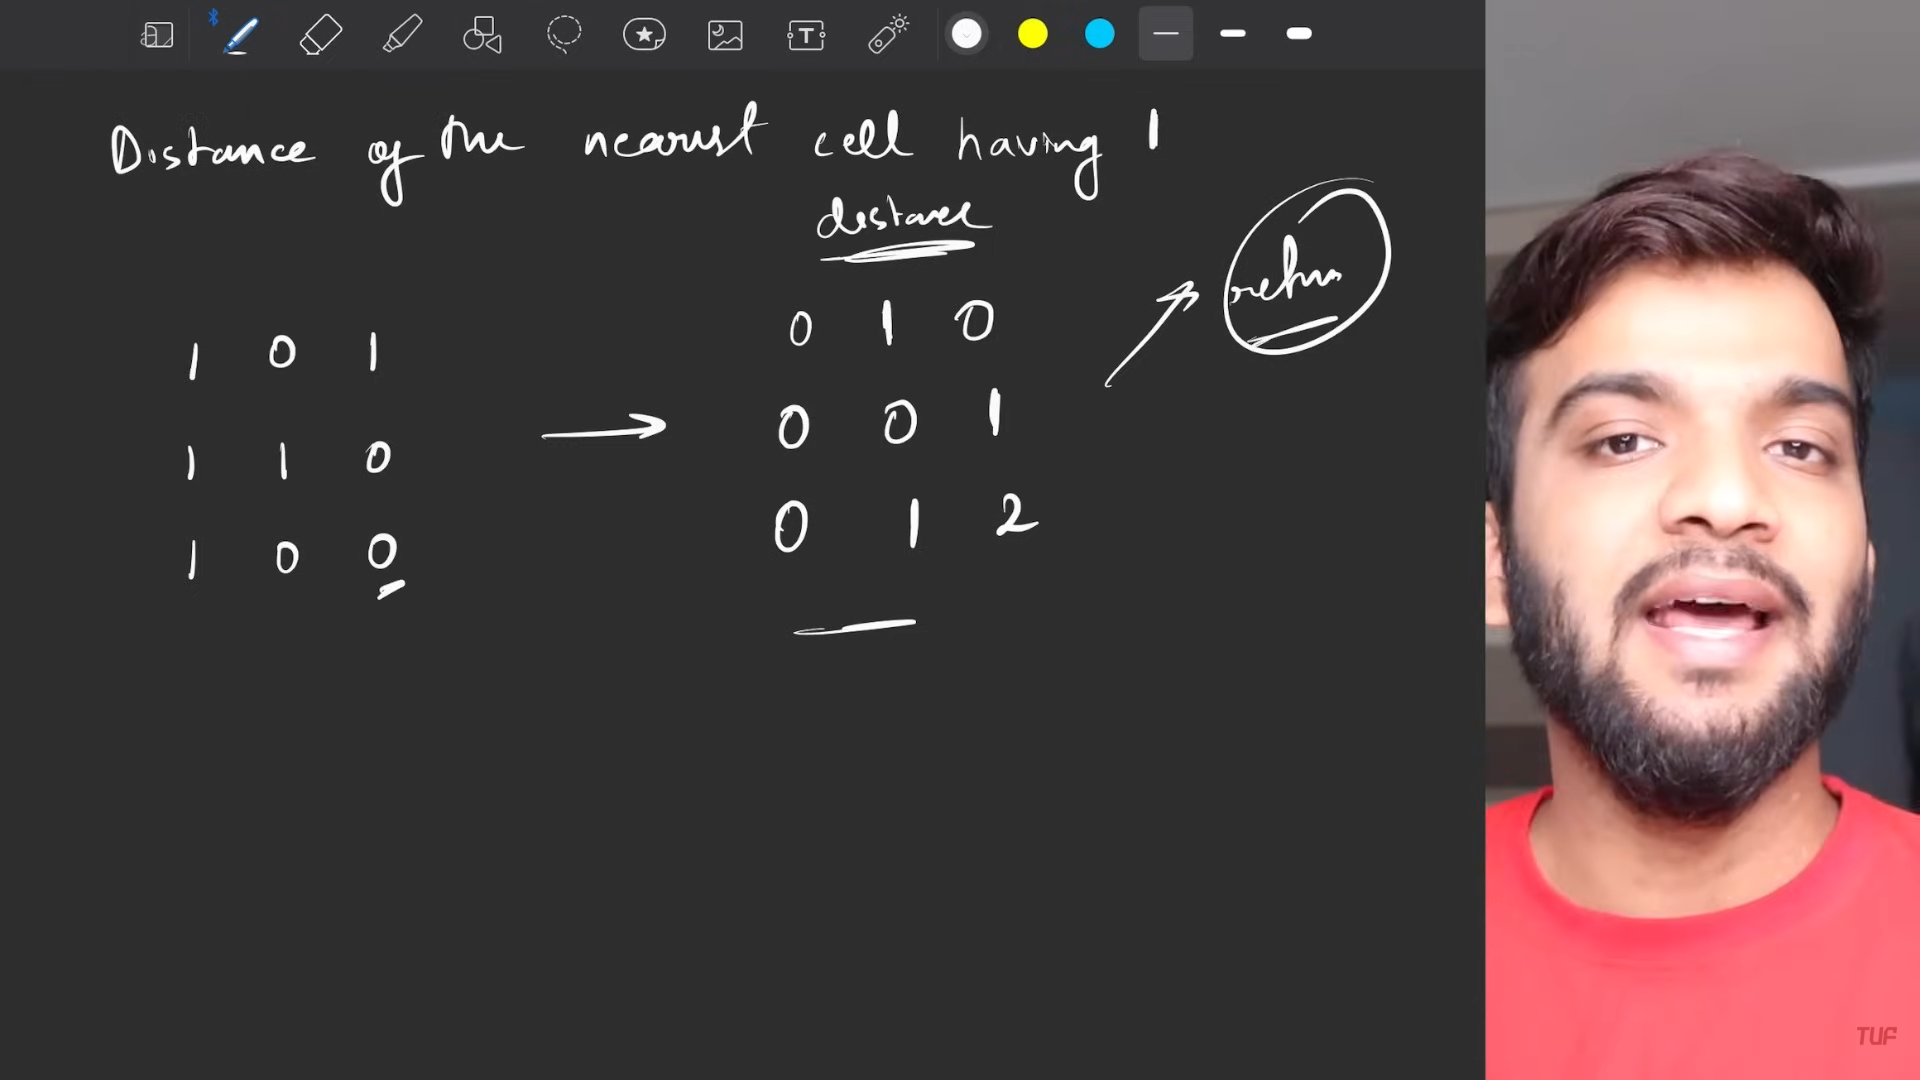 Distance of the nearest cell having 1
distance
return
1 0 1
0 1 0
1 1 0
0 0 1
1 0 0
0 1 2
T
TUF